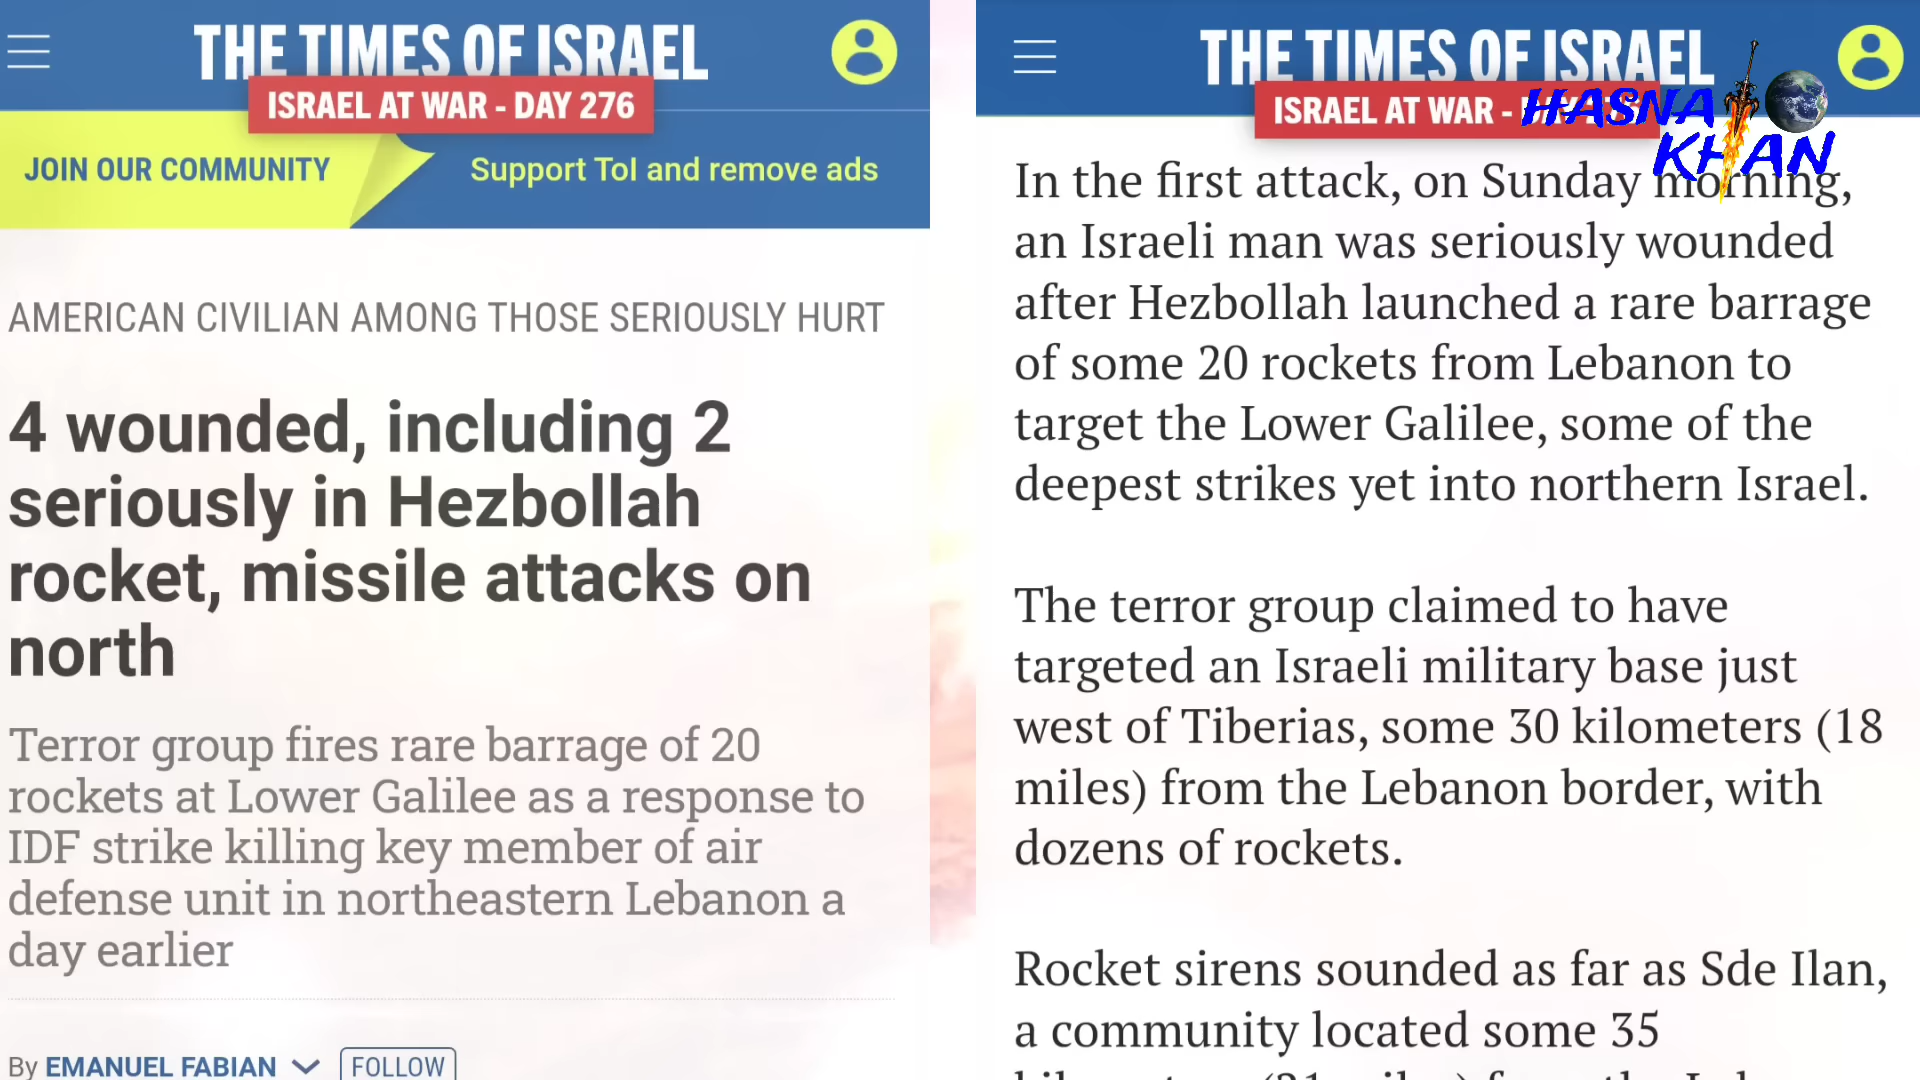 THE TIMES OF ISRAEL
ISRAEL AT WAR - DAY 276
JOIN OUR COMMUNITY
Support ToI and remove ads
AMERICAN CIVILIAN AMONG THOSE SERIOUSLY HURT
4 wounded, including 2
seriously in Hezbollah
rocket, missile attacks on
north
Terror group fires rare barrage of 20
rockets at Lower Galilee as a response to
IDF strike killing key member of air
defense unit in northeastern Lebanon a
day earlier
By EMANUEL FABIAN
FOLLOW
THE TIMES OF ISRAEL
ISRAEL AT WAR -
HASNA
KHAN
In the first attack, on Sunday morning,
an Israeli man was seriously wounded
after Hezbollah launched a rare barrage
of some 20 rockets from Lebanon to
target the Lower Galilee, some of the
deepest strikes yet into northern Israel.
The terror group claimed to have
targeted an Israeli military base just
west of Tiberias, some 30 kilometers (18
miles) from the Lebanon border, with
dozens of rockets.
Rocket sirens sounded as far as Sde Ilan,
a community located some 35